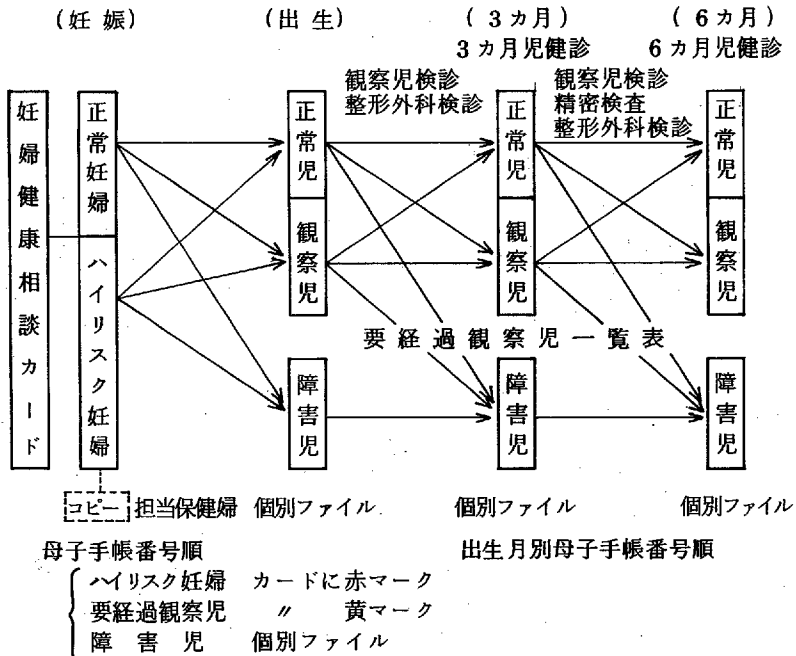 (妊娠) (出生) (3カ月) (6カ月)
3カ月児健診 6カ月児健診
観察児検診 観察児検診
整形外科検診 精密検査
整形外科検診
妊婦健康相談カード
正常妊婦
ハイリスク妊婦
正常児
観察児
障害児
正常児
観察児
障害児
正常児
観察児
障害児
要経過観察児一覧表
コピー 担当保健婦 個別ファイル 個別ファイル 個別ファイル
母子手帳番号順 出生月別母子手帳番号順
ハイリスク妊婦 カードに赤マーク
要経過観察児 〃 黄マーク
障害児 個別ファイル